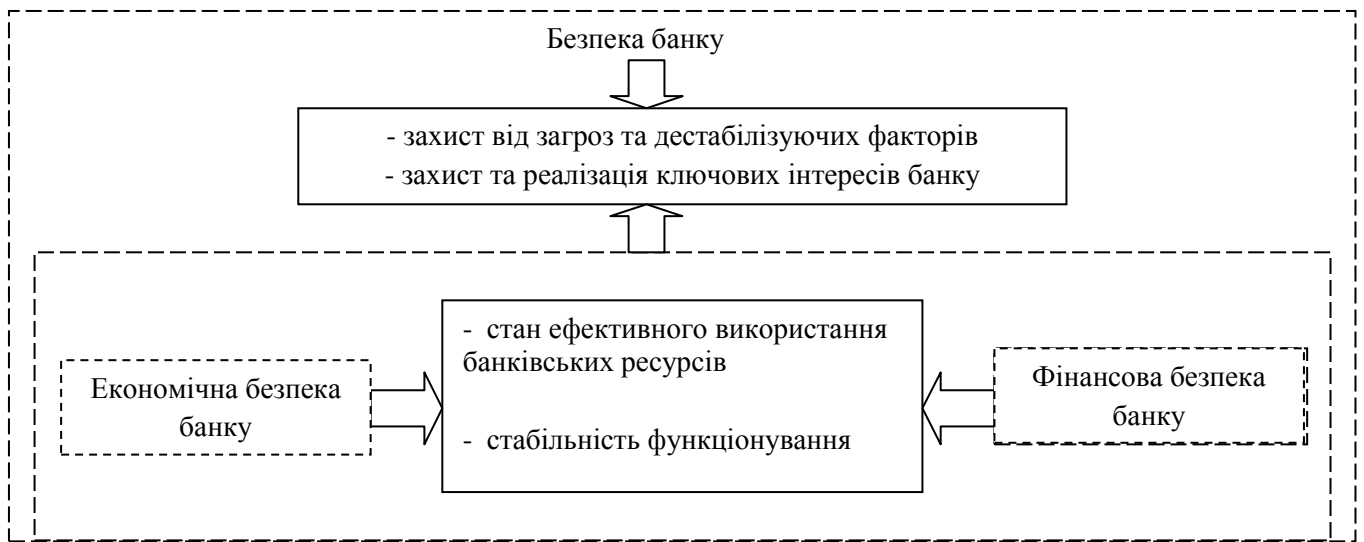 Безпека банку
- захист від загроз та дестабілізуючих факторів
- захист та реалізація ключових інтересів банку
Економічна безпека
банку
- стан ефективного використання
банківських ресурсів
- стабільність функціонування
Фінансова безпека
банку